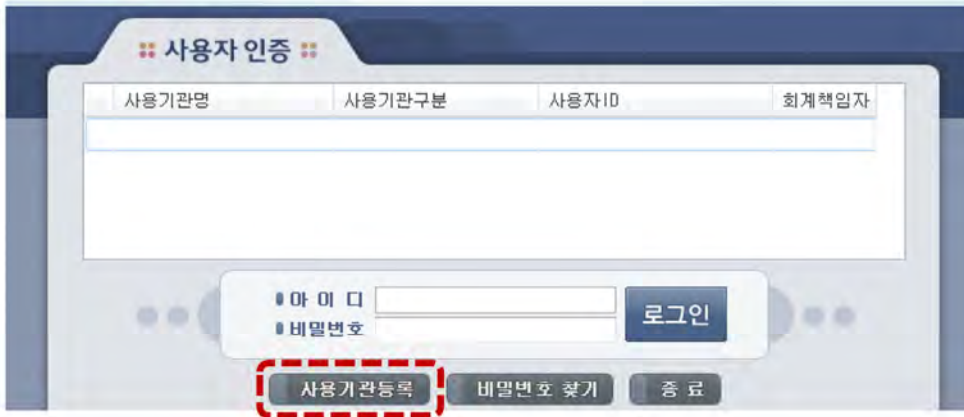 사용자 인증
사용기관명 사용기관구분 사용자ID 회계책임자
아 이 디
비밀번호
로그인
사용기관등록 비밀번호 찾기 종 료